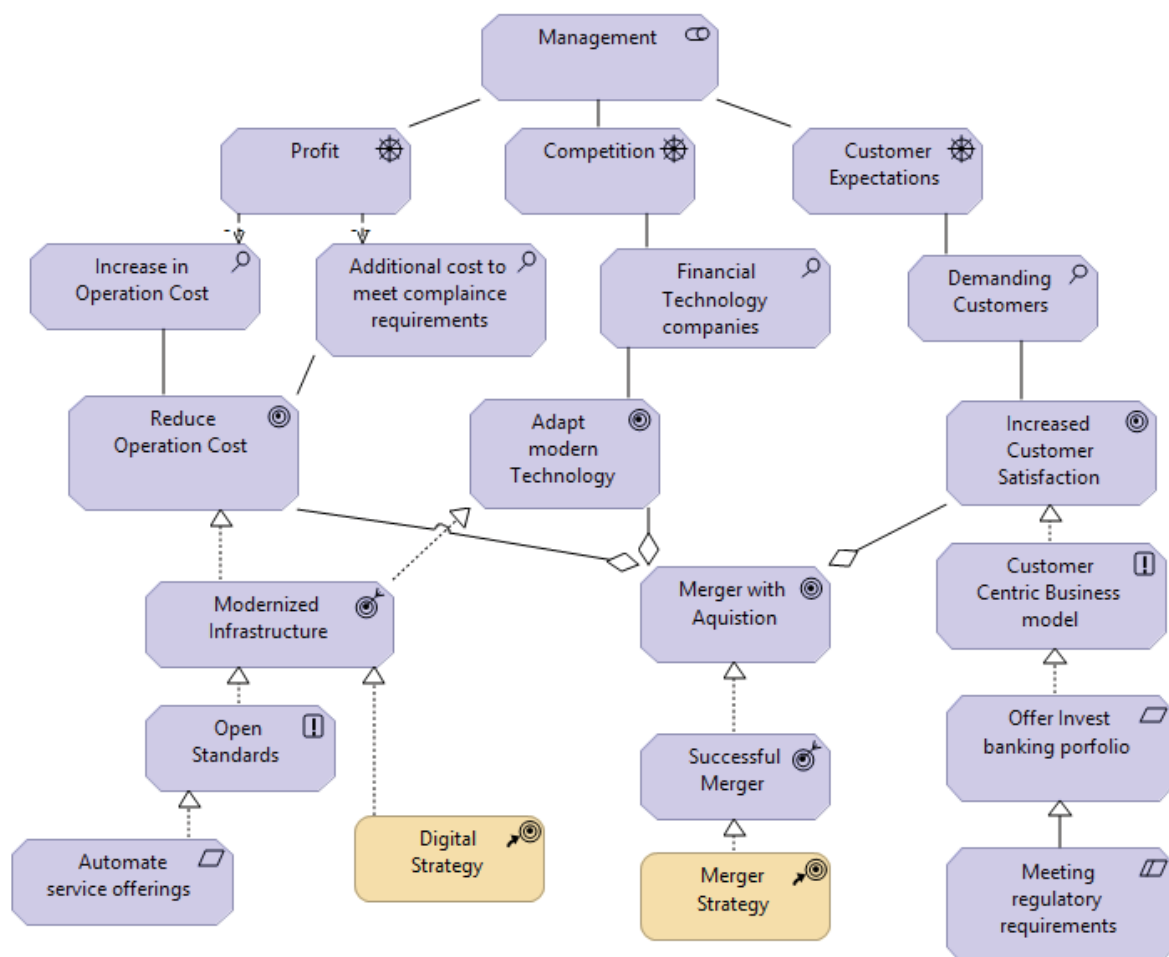 Management
Profit
Competition
Customer
Expectations
Increase in
Operation Cost
Additional cost to
meet complaince
requirements
Financial
Technology
companies
Demanding
Customers
Reduce
Operation Cost
Adapt
modern
Technology
Increased
Customer
Satisfaction
Modernized
Infrastructure
Merger with
Aquistion
Customer
Centric Business
model
Open
Standards
Successful
Merger
Offer Invest
banking porfolio
Automate
service offerings
Digital
Strategy
Merger
Strategy
Meeting
regulatory
requirements